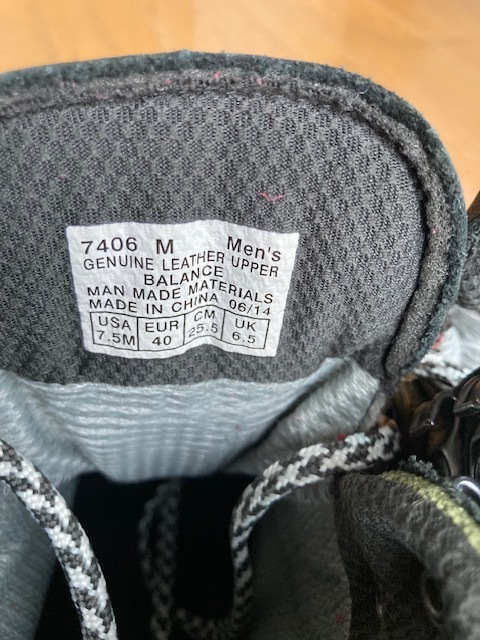 7406 M Men's
GENUINE LEATHER UPPER
BALANCE
MAN MADE MATERIALS
MADE IN CHINA 06/14
USA EUR CM UK
7.5M 40 25.5 6.5